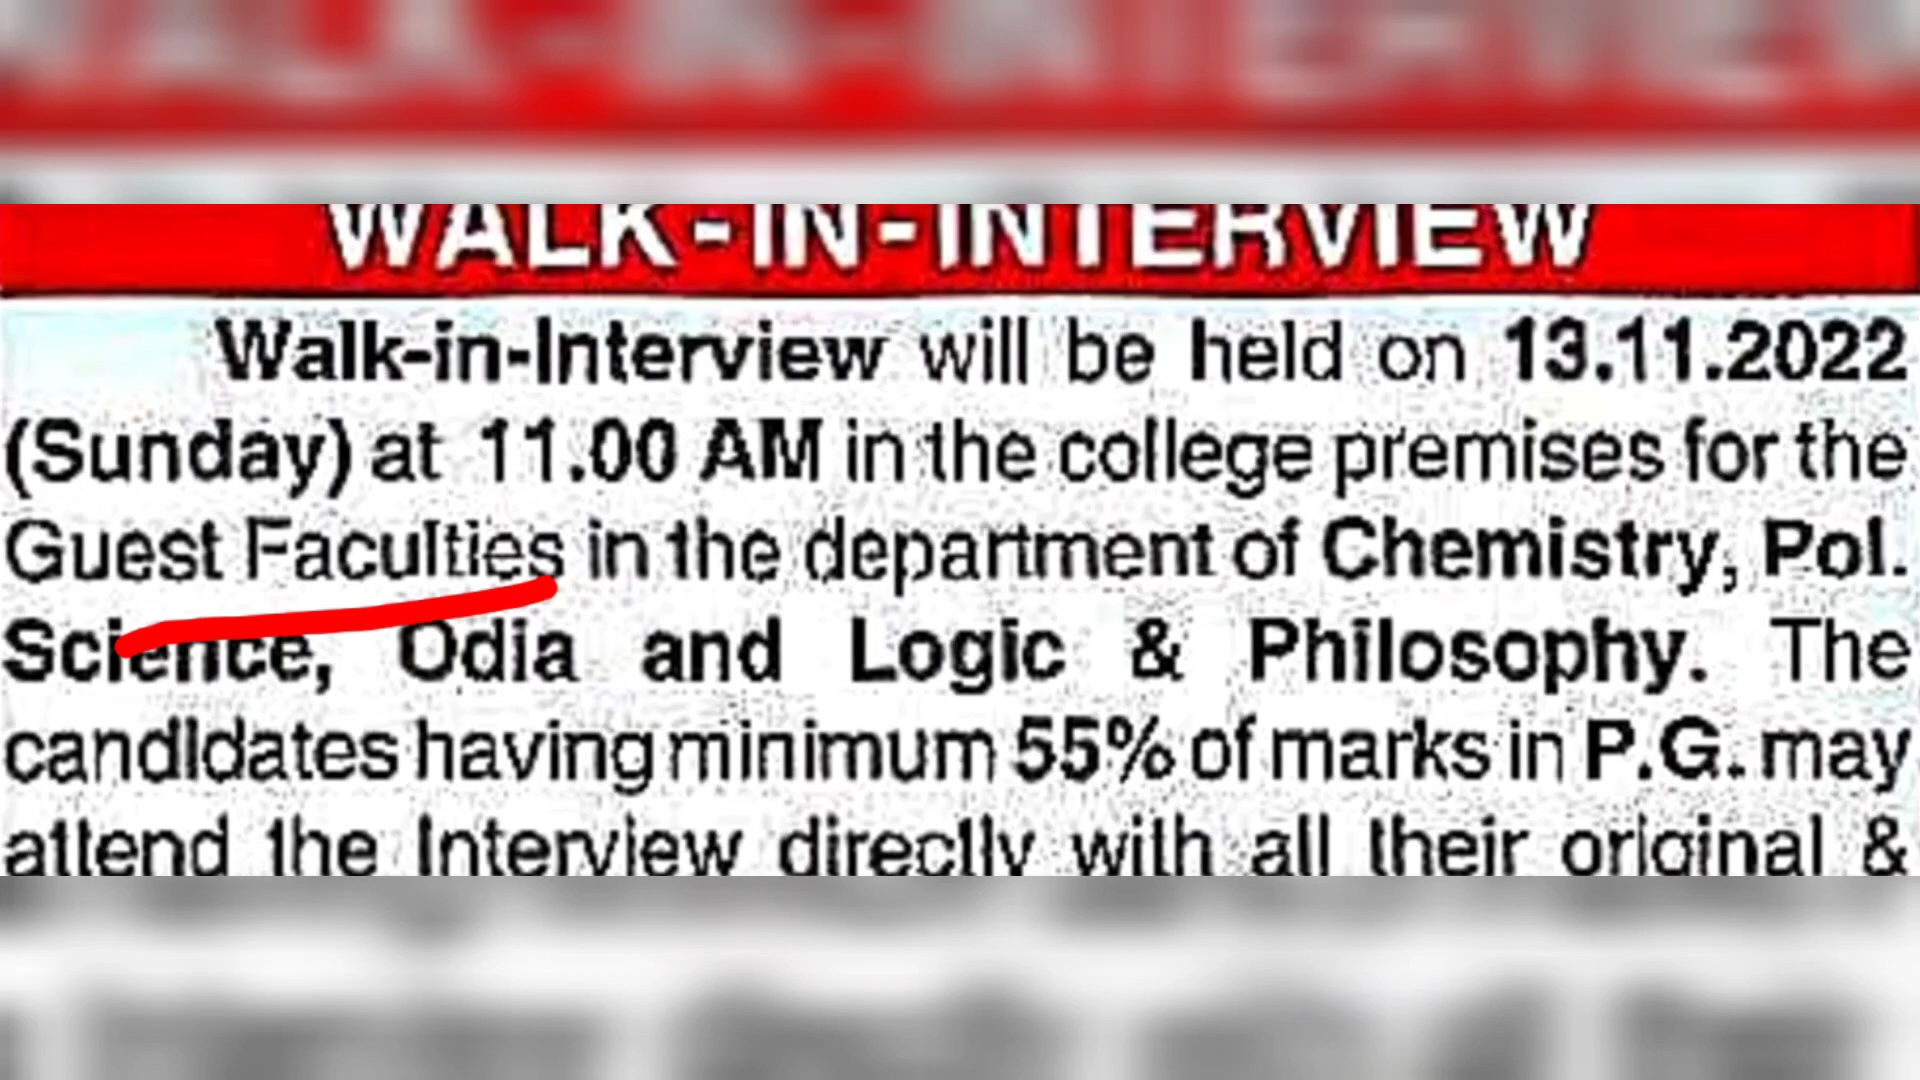 WALK-IN-INTERVIEW
Walk-in-Interview will be held on 13.11.2022
(Sunday) at 11.00 AM in the college premises for the
Guest Faculties in the department of Chemistry, Pol.
Science, Odia and Logic & Philosophy. The
candidates having minimum 55% of marks in P.G. may
attend the Interview directly with all their original &